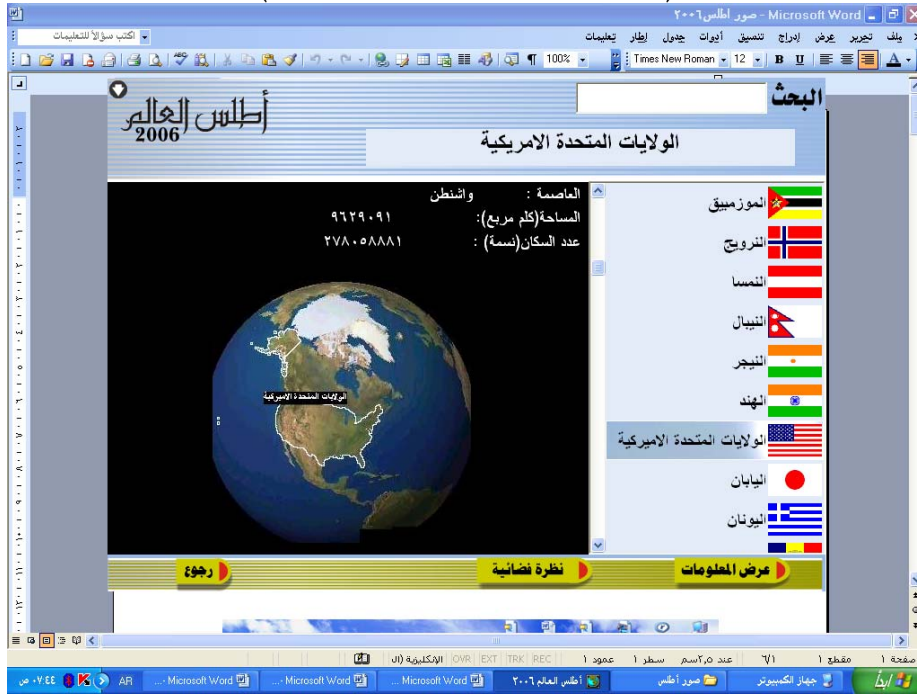 صور اطلس٢٠٠٦ - Microsoft Word
ملف تحرير عرض إدراج تنسيق أدوات جدول إطار تعليمات
اكتب سؤالاً للتعليمات
100% Times New Roman 12 B U A
البحث
أطلس العالم
2006
الولايات المتحدة الامريكية
العاصمة : واشنطن
المساحة(كلم مربع): ٩٦٢٩٠٩١
عدد السكان(نسمة) : ٢٧٨٠٥٨٨٨١
الولايات المتحدة الاميركية
الموزمبيق
النرويج
النمسا
النيبال
النيجر
الهند
الولايات المتحدة الاميركية
اليابان
اليونان
عرض المعلومات
نظرة فضائية
رجوع
صفحة ١ مقطع ١ ٦/١ عند ٢,٥سم سطر ١ عمود ١ REC TRK EXT OVR الإنكليزية (ال
ابدأ
جهاز الكمبيوتر
صور أطلس
أطلس العالم ٢٠٠٦
Microsoft Word ...
Microsoft Word - ...
Microsoft Word - ...
AR
٠٧:٤٤ ص